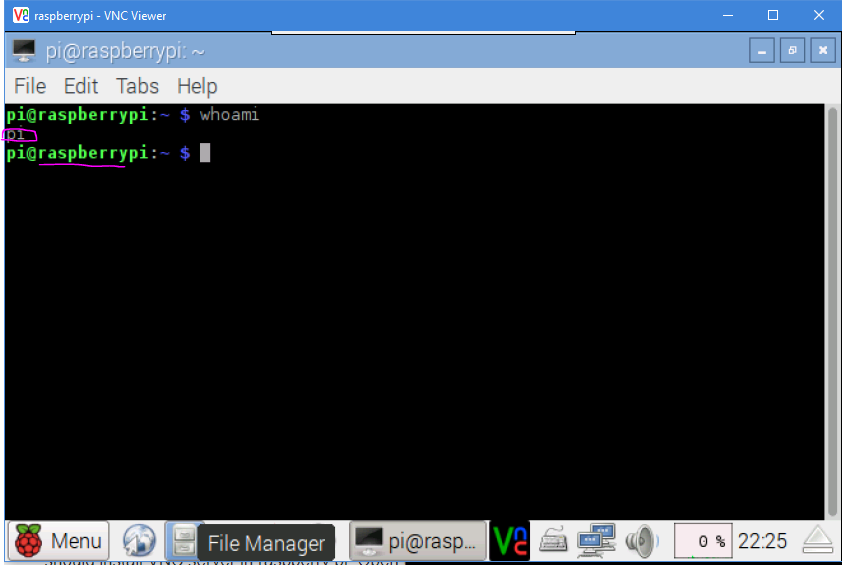 raspberrypi - VNC Viewer
pi@raspberrypi: ~
File Edit Tabs Help
pi@raspberrypi:~ $ whoami
pi
pi@raspberrypi:~ $
Menu File Manager pi@rasp... 0 % 22:25